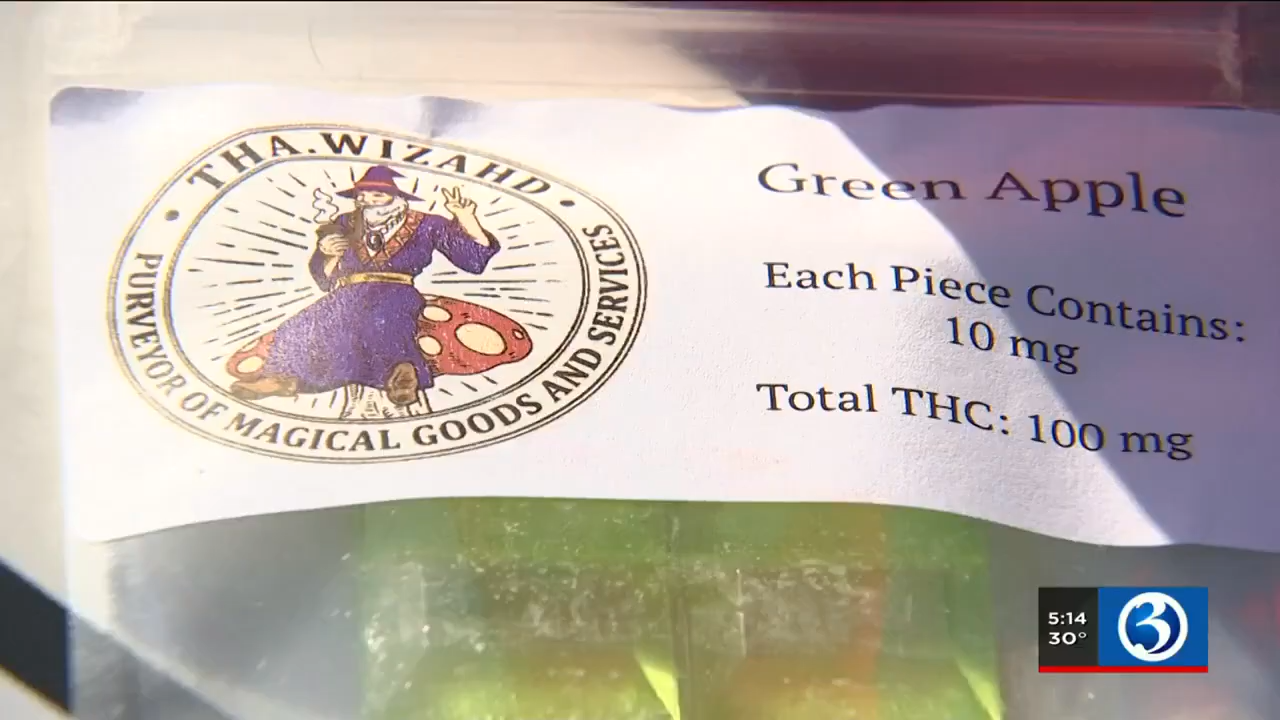 THA.WIZAHD
PURVEYOR OF MAGICAL GOODS AND SERVICES
Green Apple
Each Piece Contains:
10 mg
Total THC: 100 mg
5:14
30°
3